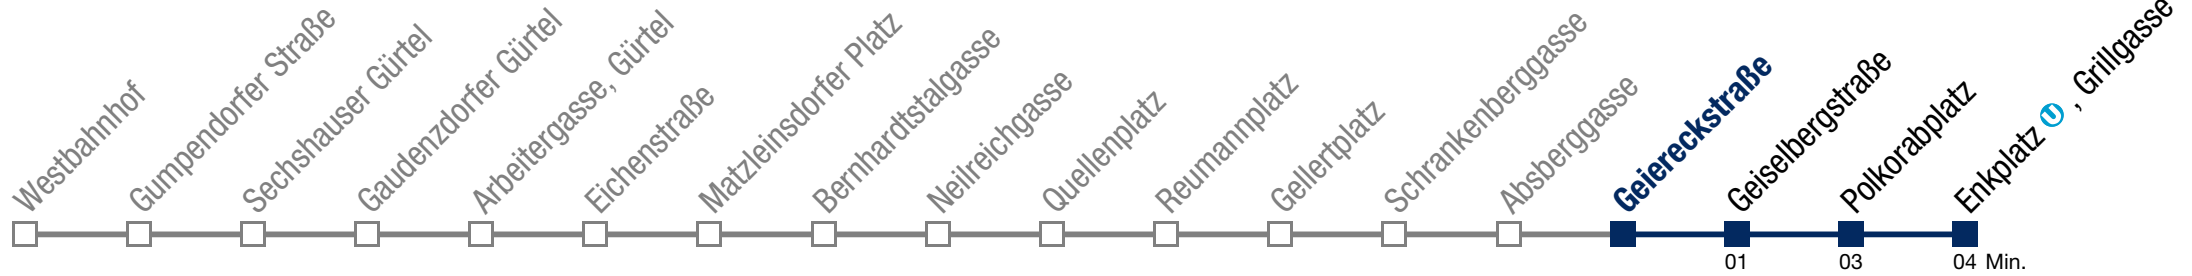 Westbahnhof
Gumpendorfer Straße
Sechshauser Gürtel
Gaudenzdorfer Gürtel
Arbeitergasse, Gürtel
Eichenstraße
Matzleinsdorfer Platz
Bernhardtstalgasse
Neilreichgasse
Quellenplatz
Reumannplatz
Gellertplatz
Schrankenberggasse
Absberggasse
Geiereckstraße
Geiselbergstraße
Polkorabplatz
Enkplatz U , Grillgasse
01 03 04 Min.